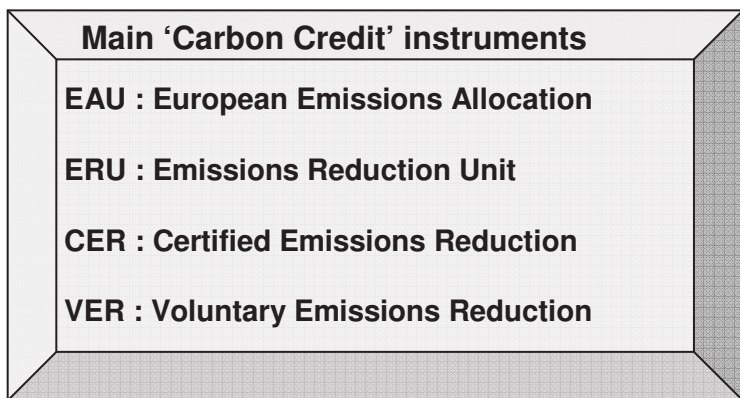 Main ‘Carbon Credit’ instruments
EAU : European Emissions Allocation
ERU : Emissions Reduction Unit
CER : Certified Emissions Reduction
VER : Voluntary Emissions Reduction